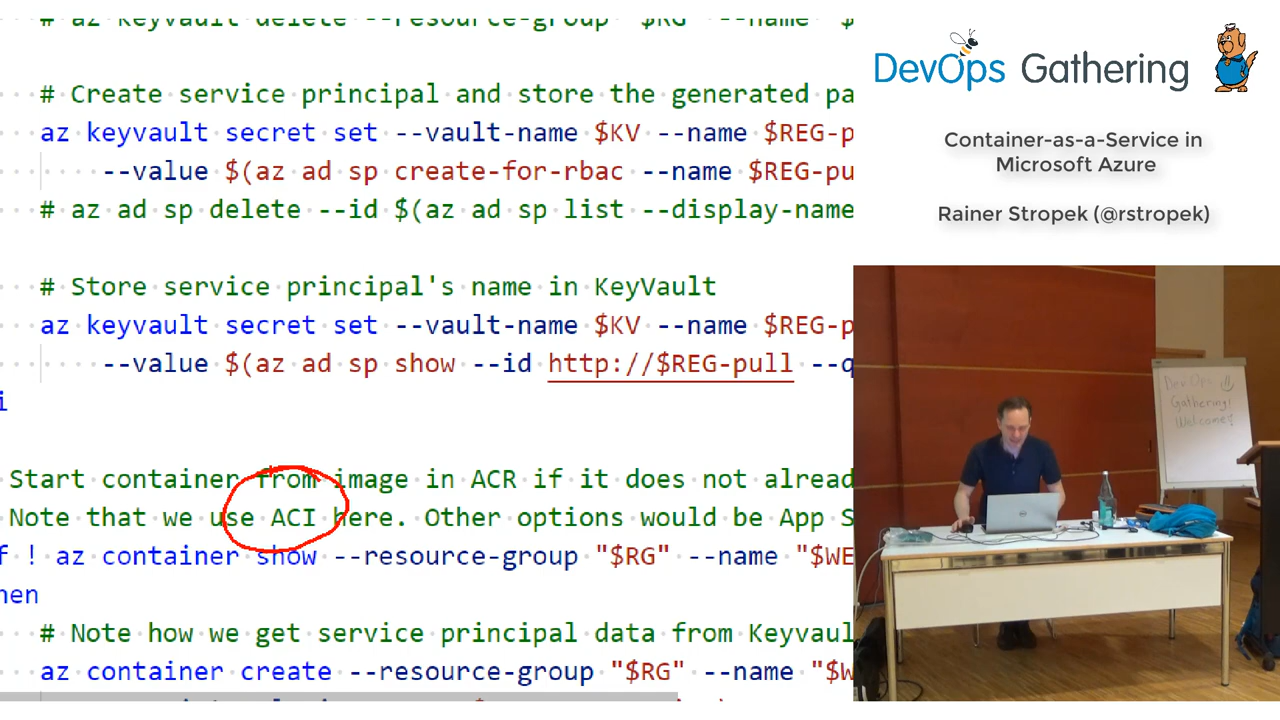 # az keyvault delete --resource-group "$RG" --name "$
# Create service principal and store the generated pa
az keyvault secret set --vault-name $KV --name $REG-p
--value $(az ad sp create-for-rbac --name $REG-pu
# az ad sp delete --id $(az ad sp list --display-name
# Store service principal's name in KeyVault
az keyvault secret set --vault-name $KV --name $REG-p
--value $(az ad sp show --id http://$REG-pull --q
i
Start container from image in ACR if it does not alread
Note that we use ACI here. Other options would be App S
f ! az container show --resource-group "$RG" --name "$WE
hen
# Note how we get service principal data from Keyvaul
az container create --resource-group "$RG" --name "$W
DevOps Gathering
Container-as-a-Service in
Microsoft Azure
Rainer Stropek (@rstropek)
DevOps
Gathering!
Welcome!
DELL